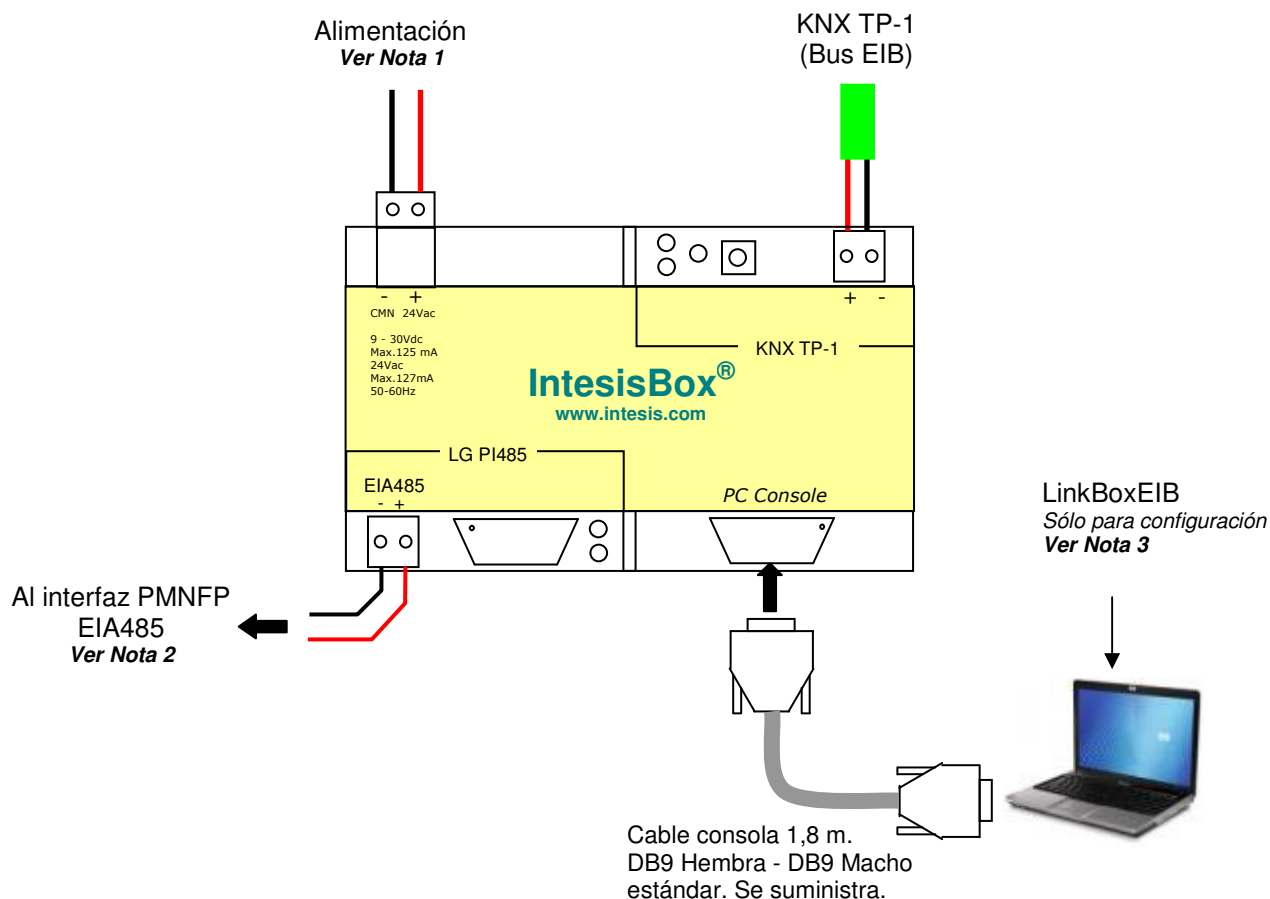 Alimentación
Ver Nota 1
KNX TP-1
(Bus EIB)
- +
CMN 24Vac
9 - 30Vdc
Max.125 mA
24Vac
Max.127mA
50-60Hz
+ -
KNX TP-1
IntesisBox®
www.intesis.com
LG PI485
EIA485
- +
PC Console
LinkBoxEIB
Sólo para configuración
Ver Nota 3
Al interfaz PMNFP
EIA485
Ver Nota 2
Cable consola 1,8 m.
DB9 Hembra - DB9 Macho
estándar. Se suministra.